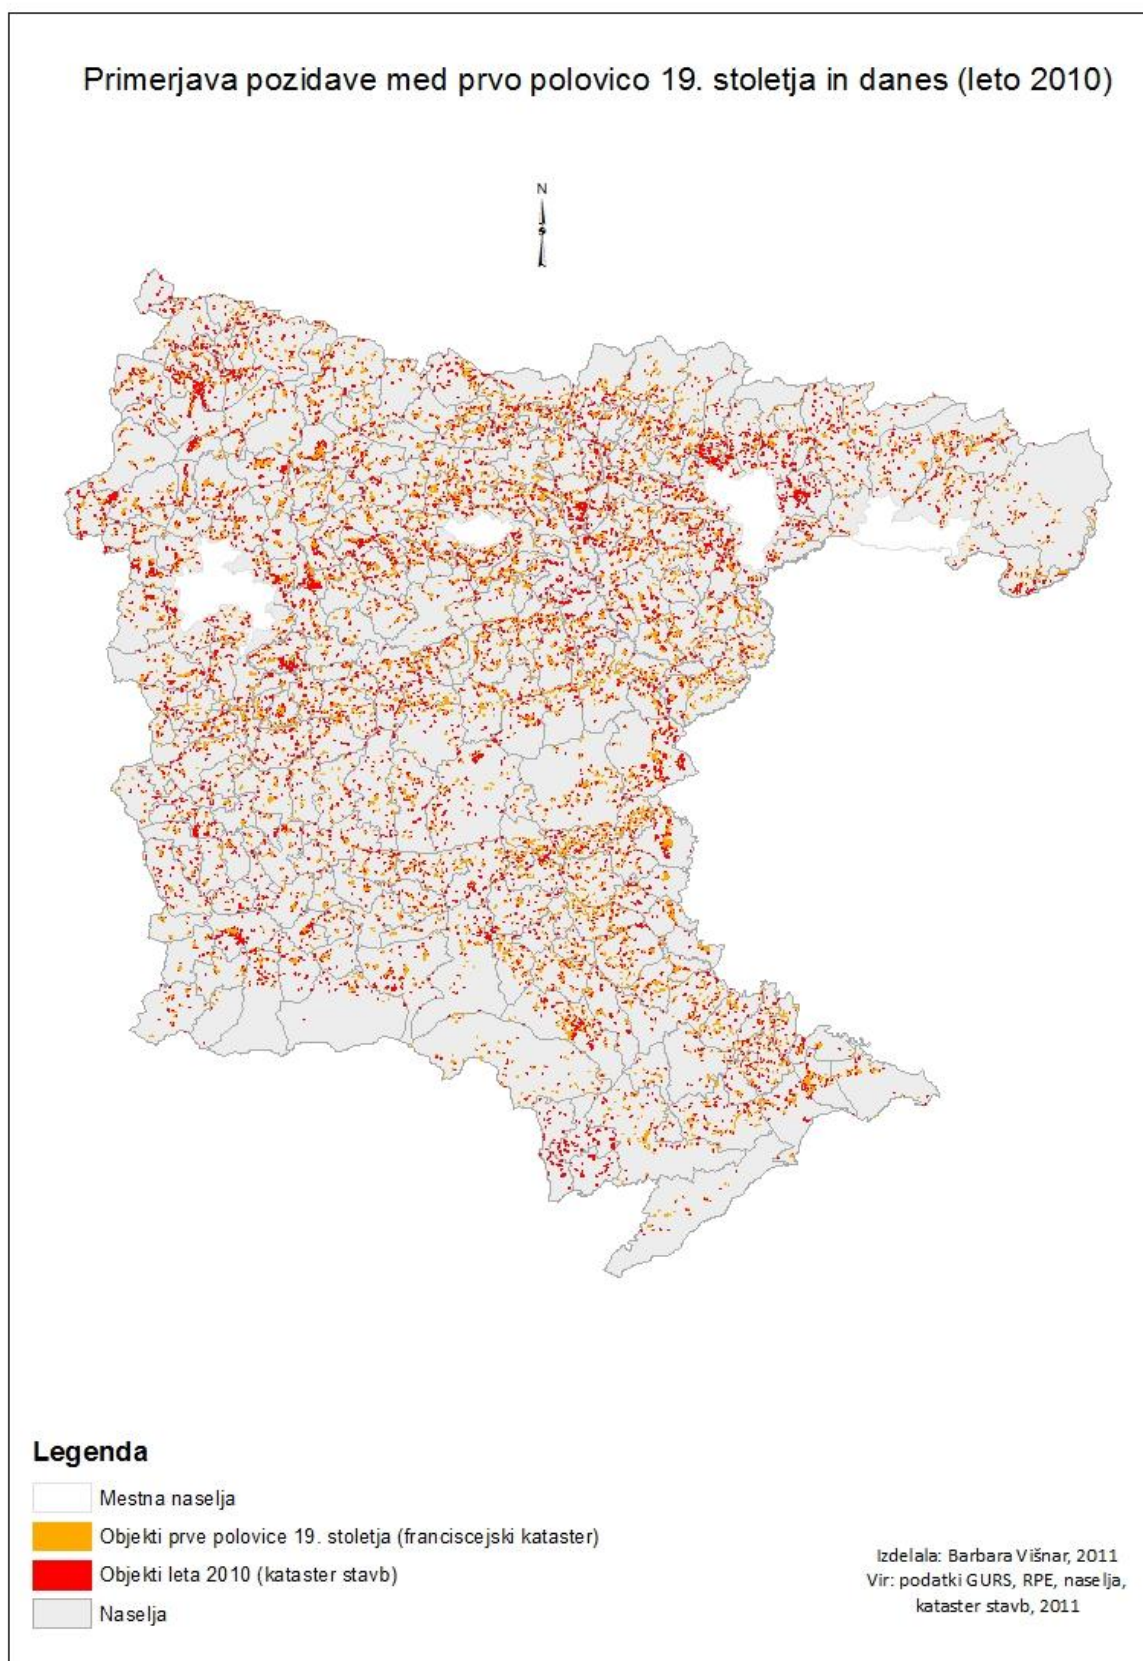 Primerjava pozidave med prvo polovico 19. stoletja in danes (leto 2010)
N
Legenda
Mestna naselja
Objekti prve polovice 19. stoletja (franciscejski kataster)
Objekti leta 2010 (kataster stavb)
Naselja
Izdelala: Barbara Višnar, 2011
Vir: podatki GURS, RPE, naselja,
kataster stavb, 2011